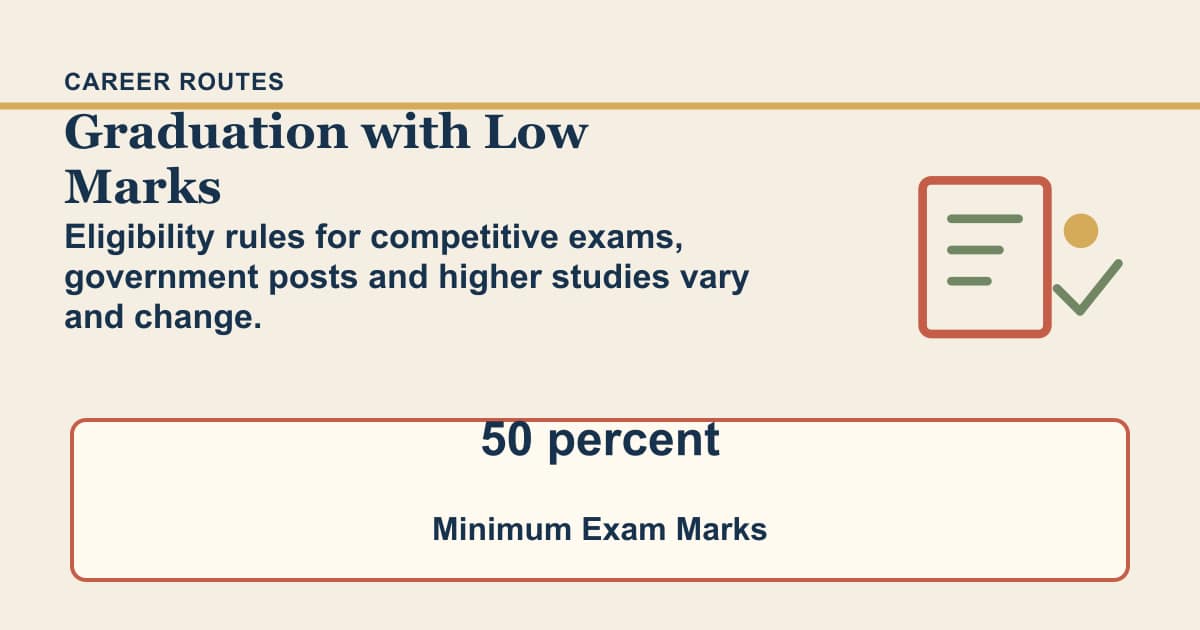 CAREER ROUTES
Graduation with Low
Marks
Eligibility rules for competitive exams,
government posts and higher studies vary
and change.
50 percent
Minimum Exam Marks